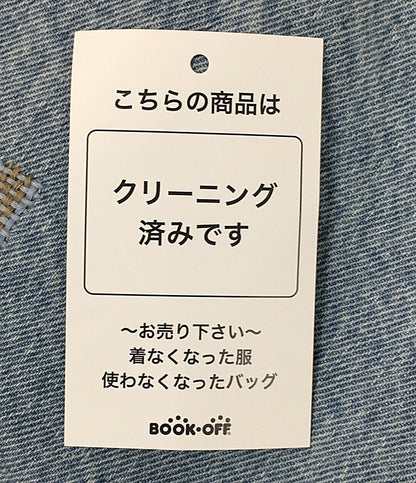 こちらの商品は
クリーニング
済みです
～お売り下さい～
着なくなった服
使わなくなったバッグ
BOOK・OFF